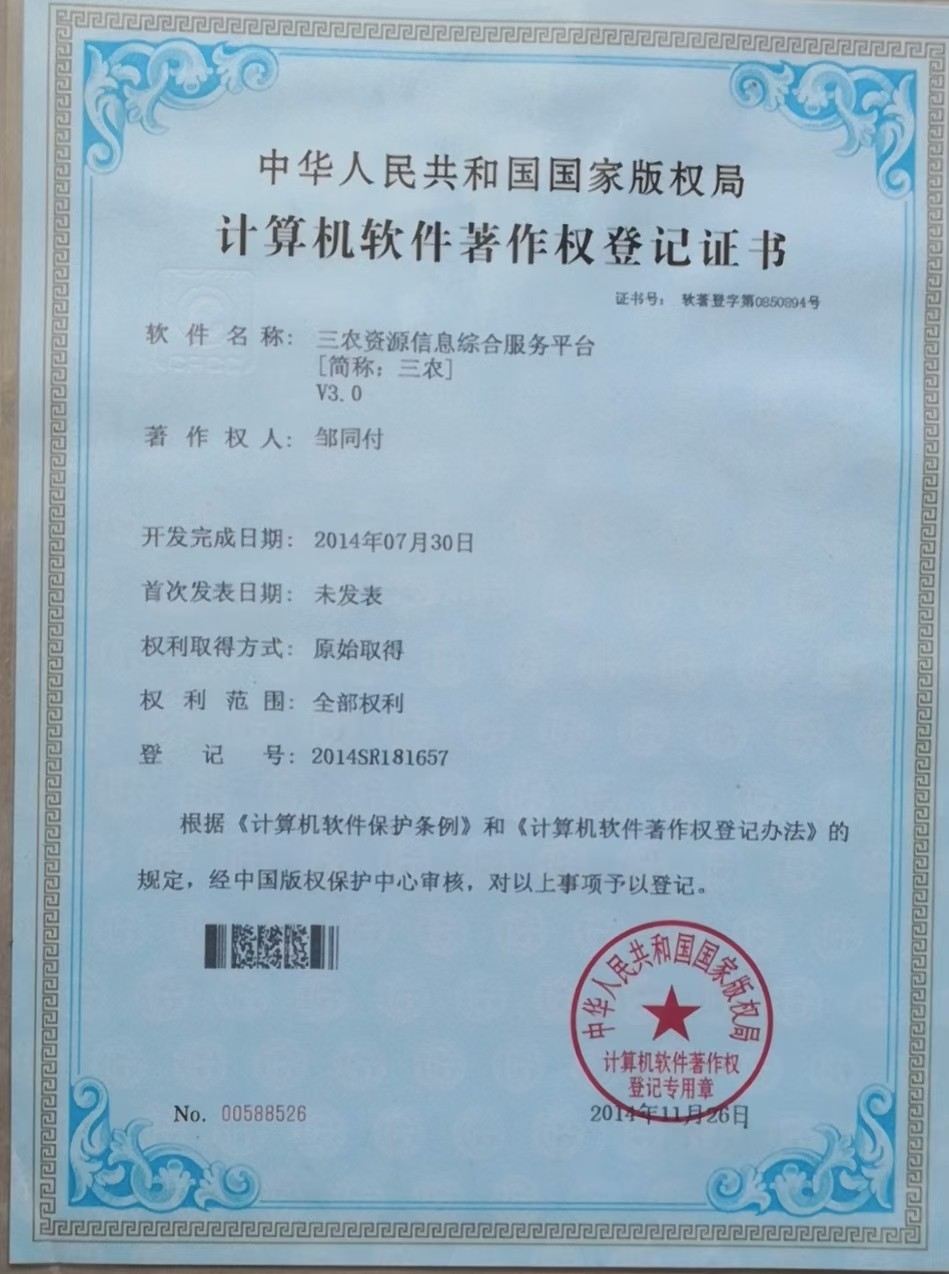 中华人民共和国国家版权局
计算机软件著作权登记证书
证书号： 软著登字第0850894号
软件名称： 三农资源信息综合服务平台
[简称：三农]
V3.0
著作权人： 邹同付
开发完成日期： 2014年07月30日
首次发表日期： 未发表
权利取得方式： 原始取得
权利范围： 全部权利
登记号： 2014SR181657
根据《计算机软件保护条例》和《计算机软件著作权登记办法》的
规定，经中国版权保护中心审核，对以上事项予以登记。
中华人民共和国国家版权局
计算机软件著作权
登记专用章
No. 00588526
2014年11月26日